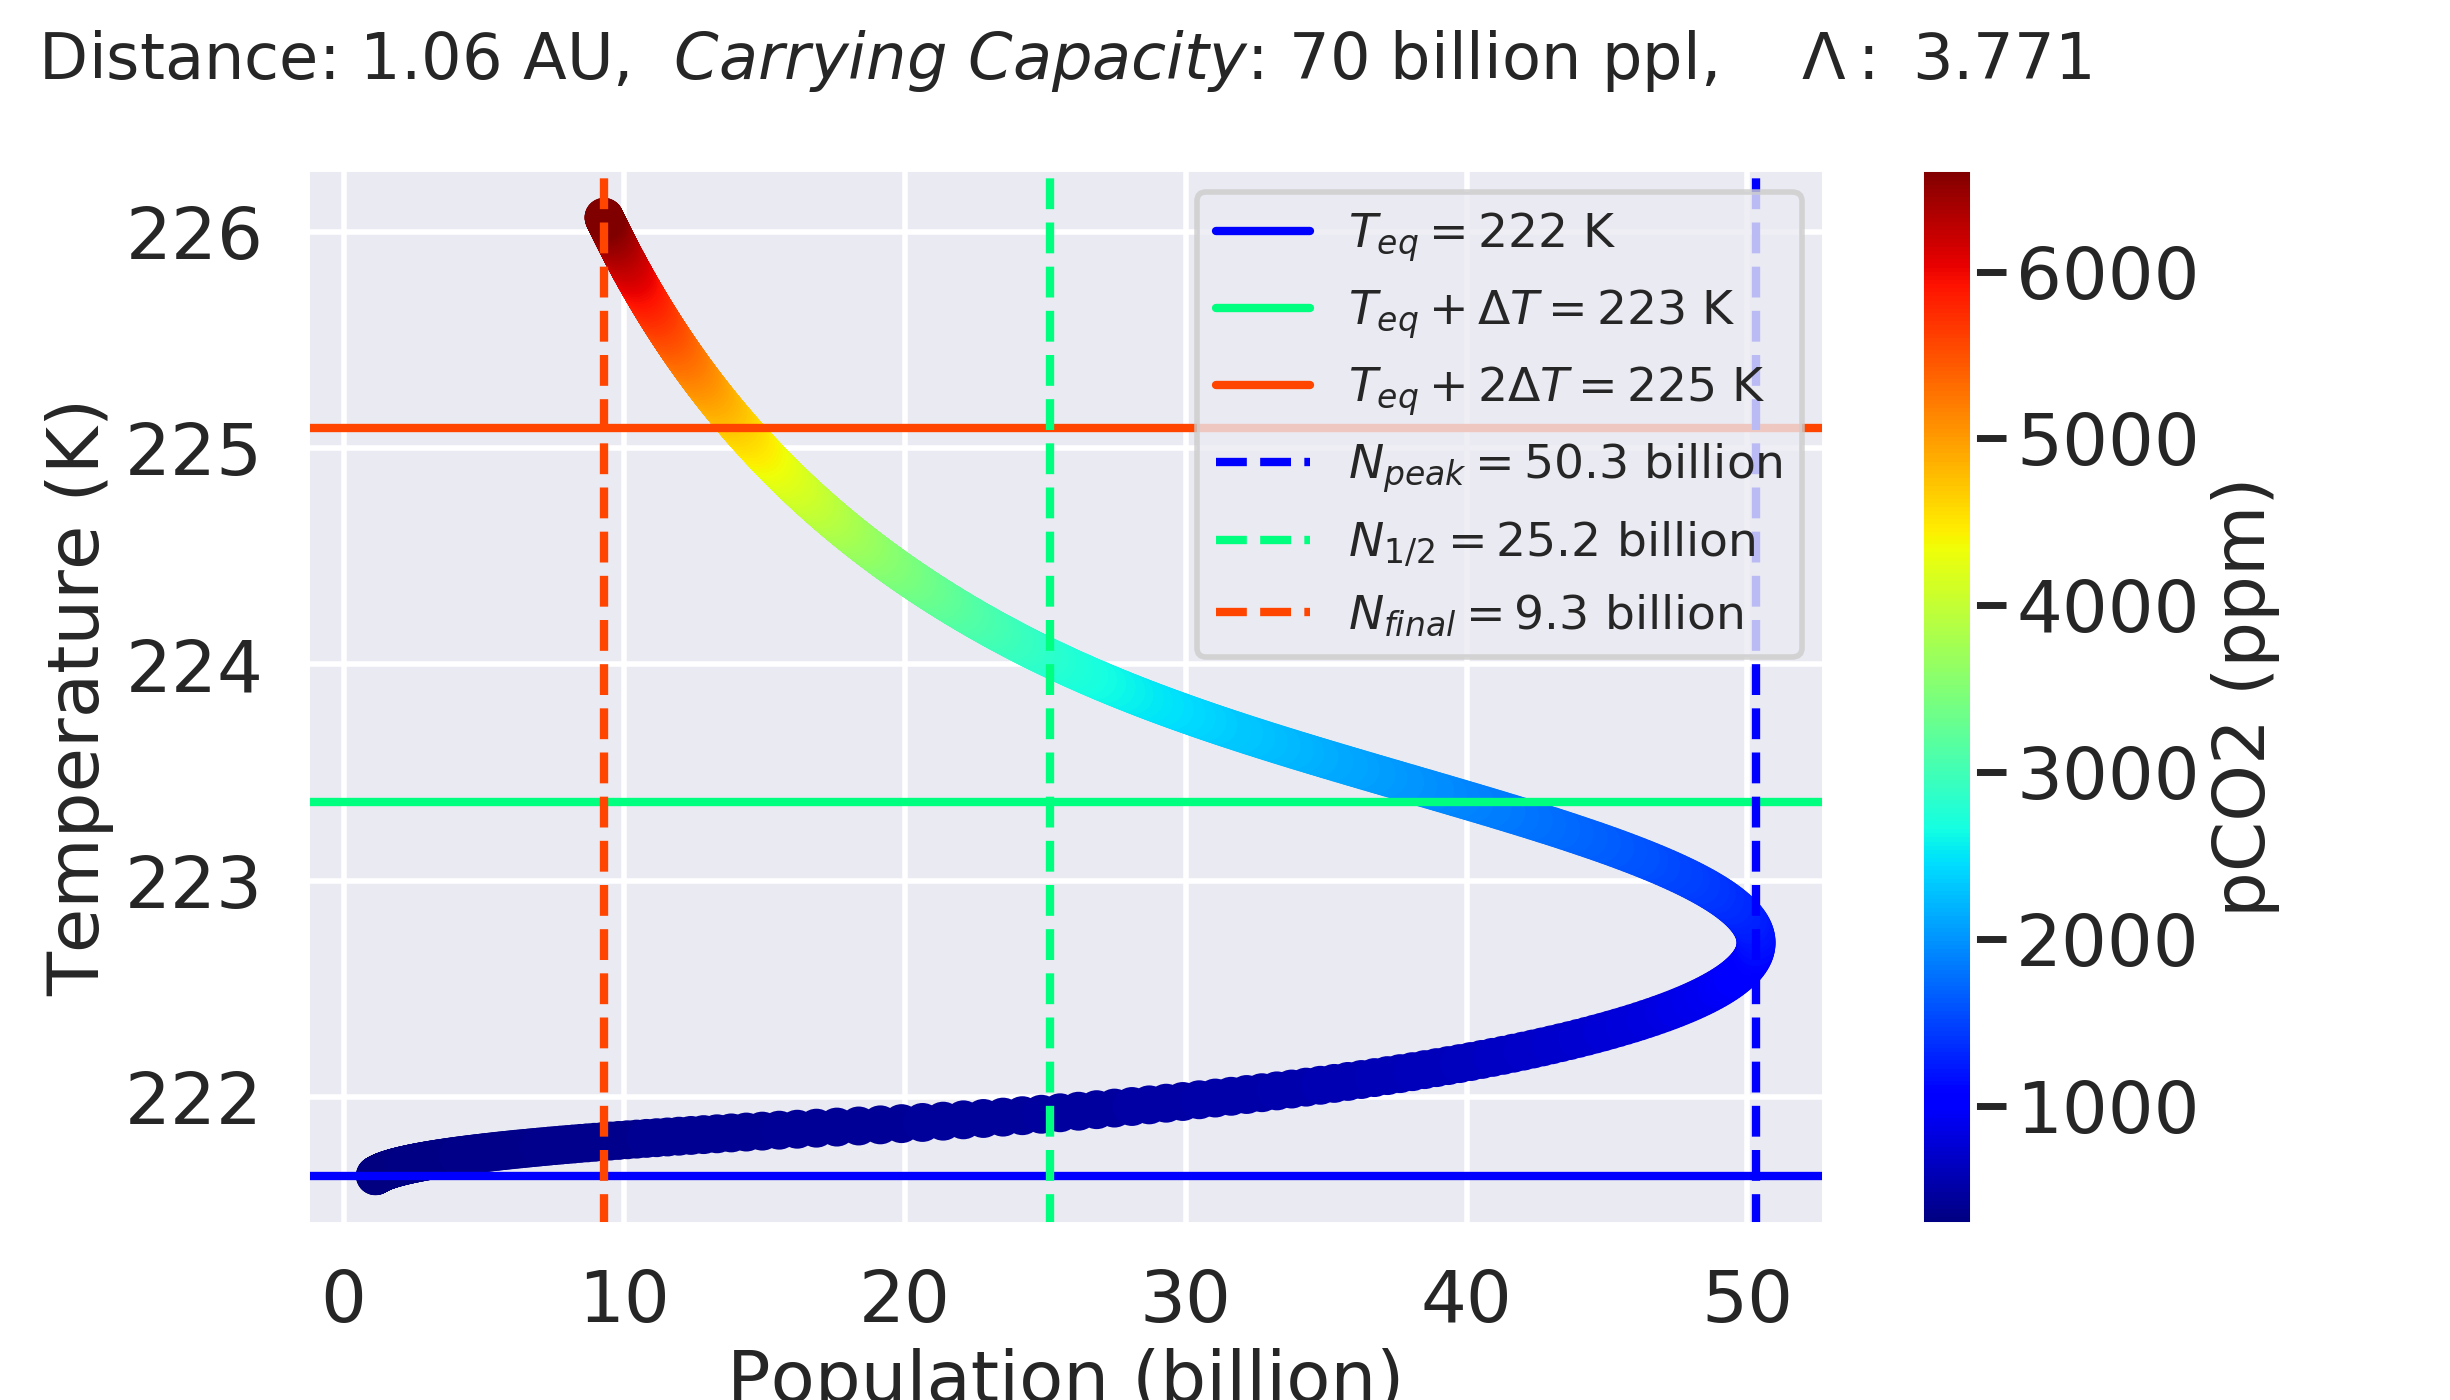 Distance: 1.06 AU, Carrying Capacity: 70 billion ppl, Λ : 3.771
T_eq = 222 K
T_eq + ΔT = 223 K
T_eq + 2ΔT = 225 K
N_peak = 50.3 billion
N_1/2 = 25.2 billion
N_final = 9.3 billion
Temperature (K)
226
225
224
223
222
0 10 20 30 40 50
Population (billion)
6000
5000
4000
3000
2000
1000
pCO2 (ppm)